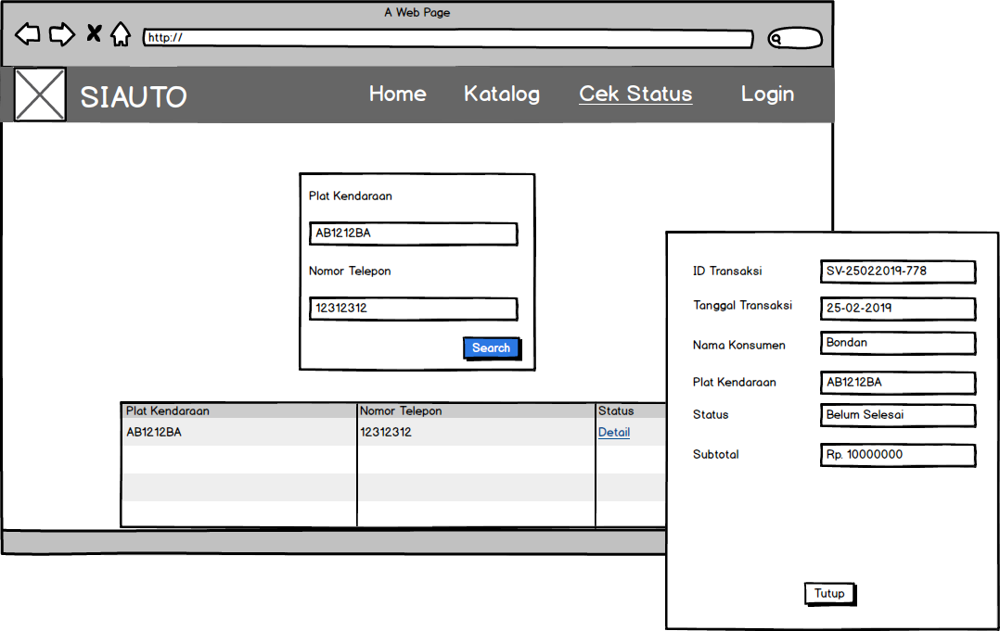 A Web Page
http://
SIAUTO
Home Katalog Cek Status Login
Plat Kendaraan
AB1212BA
Nomor Telepon
12312312
Search
Plat Kendaraan Nomor Telepon Status
AB1212BA 12312312 Detail
ID Transaksi SV-25022019-778
Tanggal Transaksi 25-02-2019
Nama Konsumen Bondan
Plat Kendaraan AB1212BA
Status Belum Selesai
Subtotal Rp. 10000000
Tutup